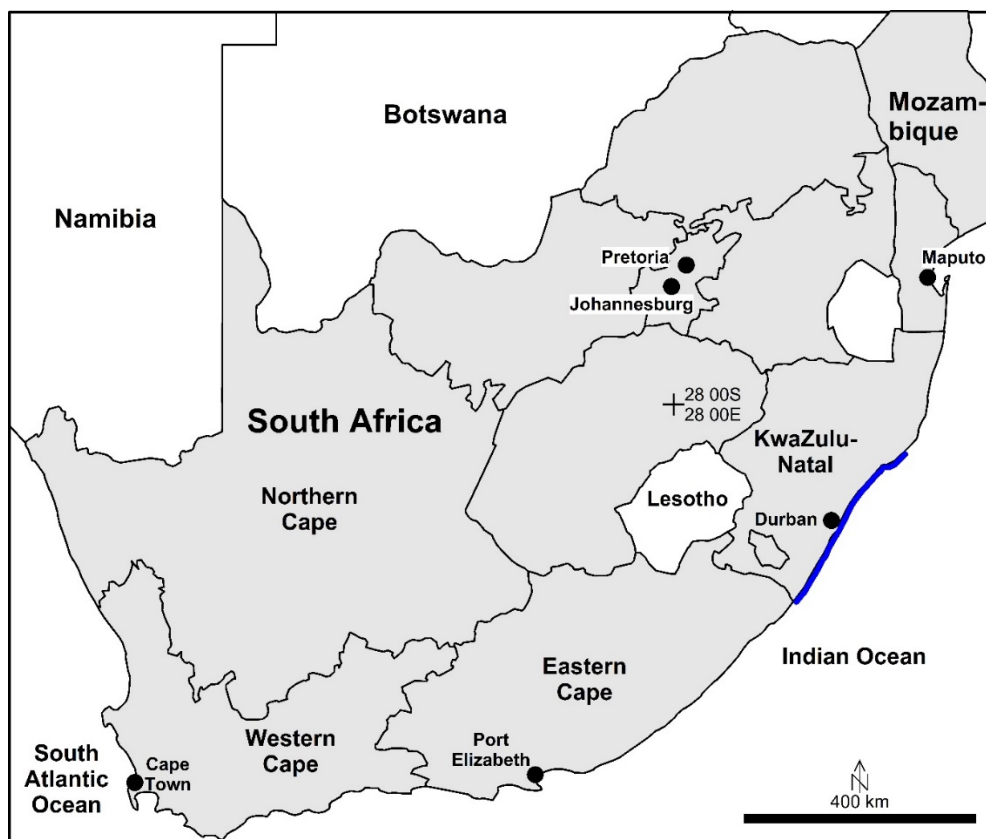 Botswana
Mozam-
bique
Namibia
Pretoria
Maputo
Johannesburg
28 00S
28 00E
South Africa
KwaZulu-
Natal
Lesotho
Northern
Cape
Durban
Indian Ocean
Eastern
Cape
Port
Elizabeth
Western
Cape
South
Atlantic
Ocean
Cape
Town
N
400 km